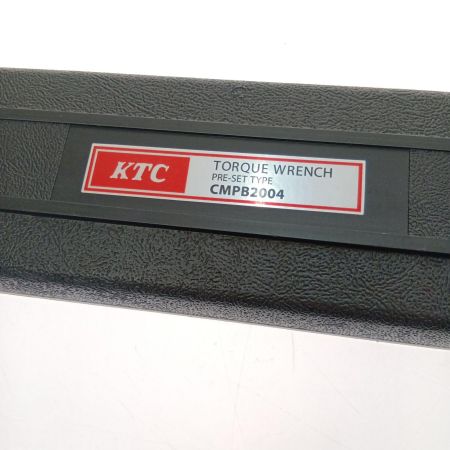 KTC
TORQUE WRENCH
PRE-SET TYPE
CMPB2004